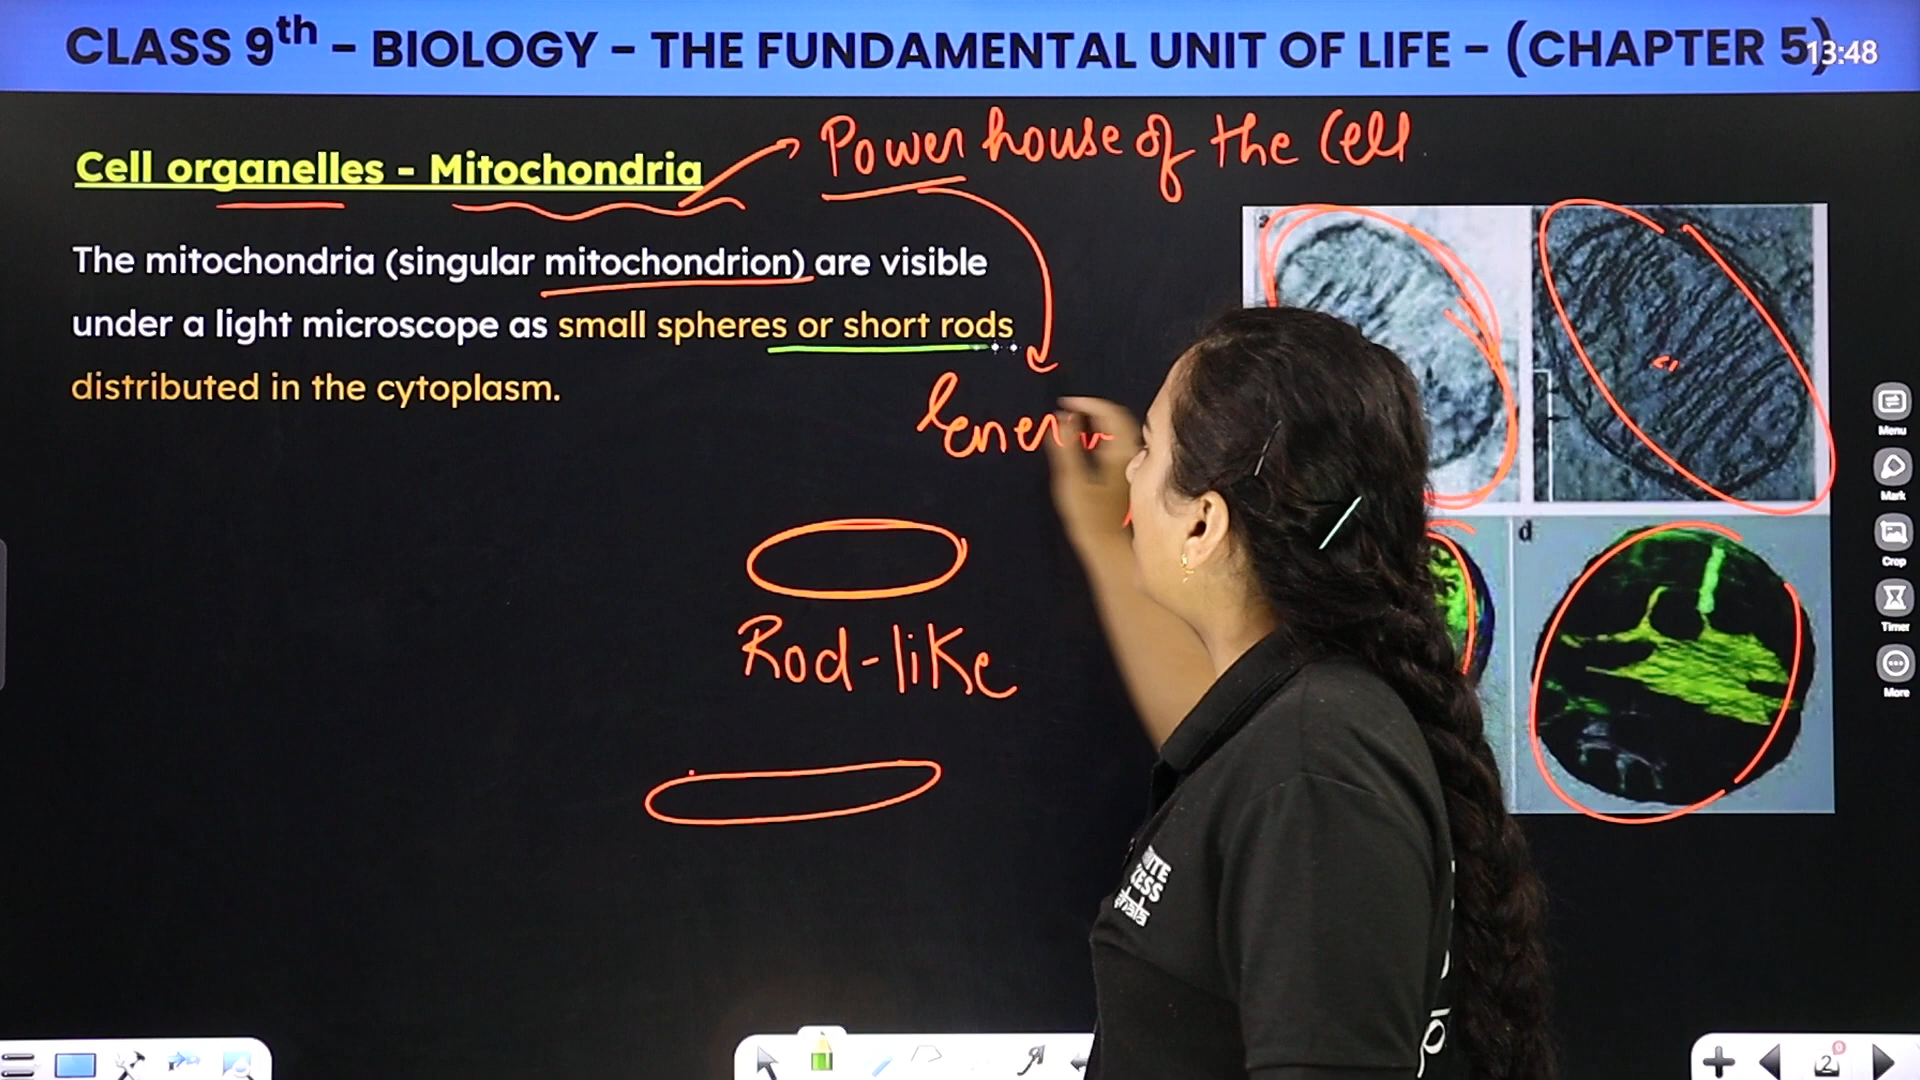 CLASS 9th - BIOLOGY - THE FUNDAMENTAL UNIT OF LIFE - (CHAPTER 5)
13:48
Power house of the Cell
Cell organelles - Mitochondria
The mitochondria (singular mitochondrion) are visible
under a light microscope as small spheres or short rods
distributed in the cytoplasm.
Ener
d
Rod-like
Menu
Mark
Crop
Timer
More
2